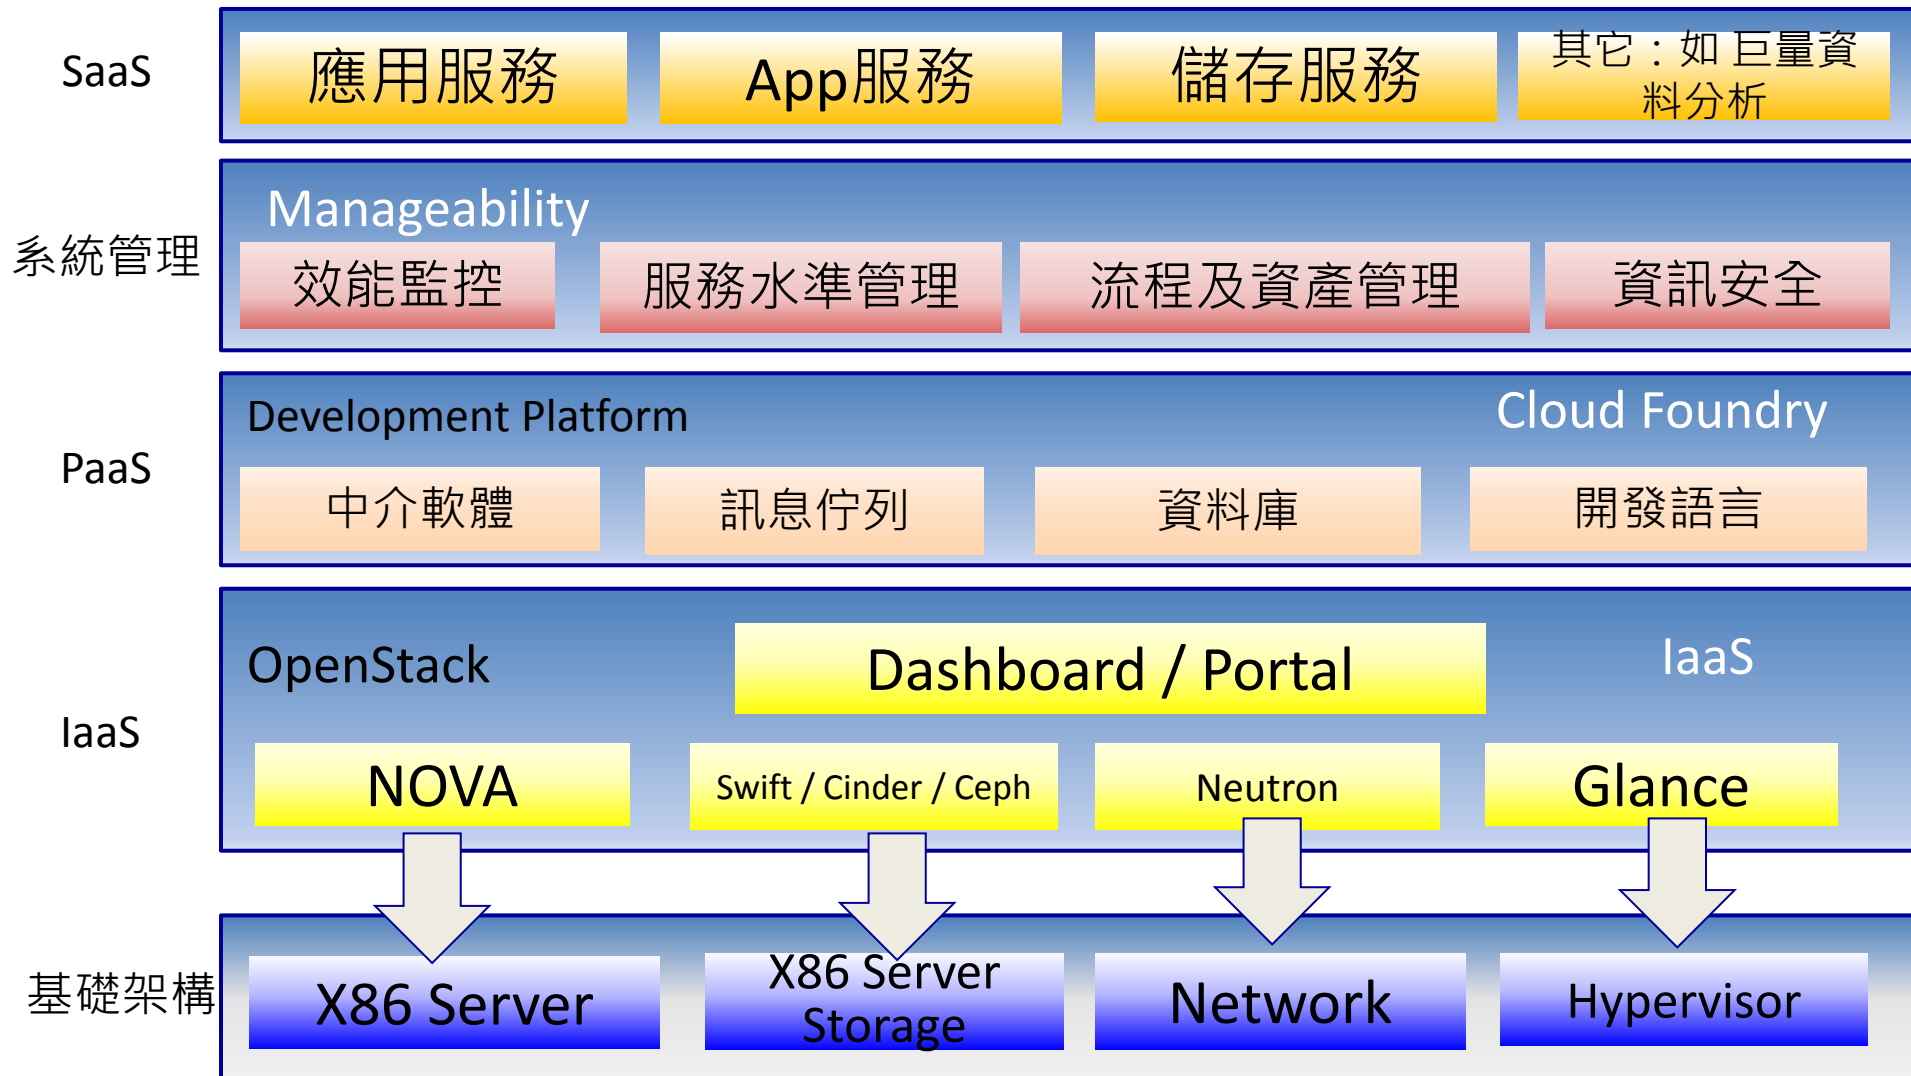 SaaS
應用服務
App服務
儲存服務
其它：如 巨量資
料分析
系統管理
Manageability
效能監控
服務水準管理
流程及資產管理
資訊安全
PaaS
Development Platform
Cloud Foundry
中介軟體
訊息佇列
資料庫
開發語言
IaaS
OpenStack
Dashboard / Portal
IaaS
NOVA
Swift / Cinder / Ceph
Neutron
Glance
基礎架構
X86 Server
X86 Server
Storage
Network
Hypervisor